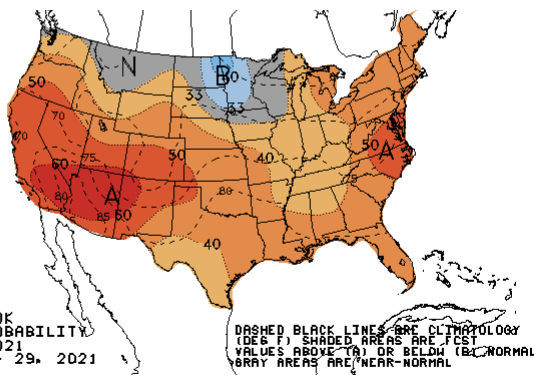 A
N
B
50
33
33
50
70
70
50
A
60
75
50
40
80
75
80
A
85
60
40
OK
OBABILITY
021
29, 2021
DASHED BLACK LINES ARE CLIMATOLOGY
(DEG F) SHADED AREAS ARE FCST
VALUES ABOVE (A) OR BELOW (B) NORMAL
GRAY AREAS ARE NEAR-NORMAL